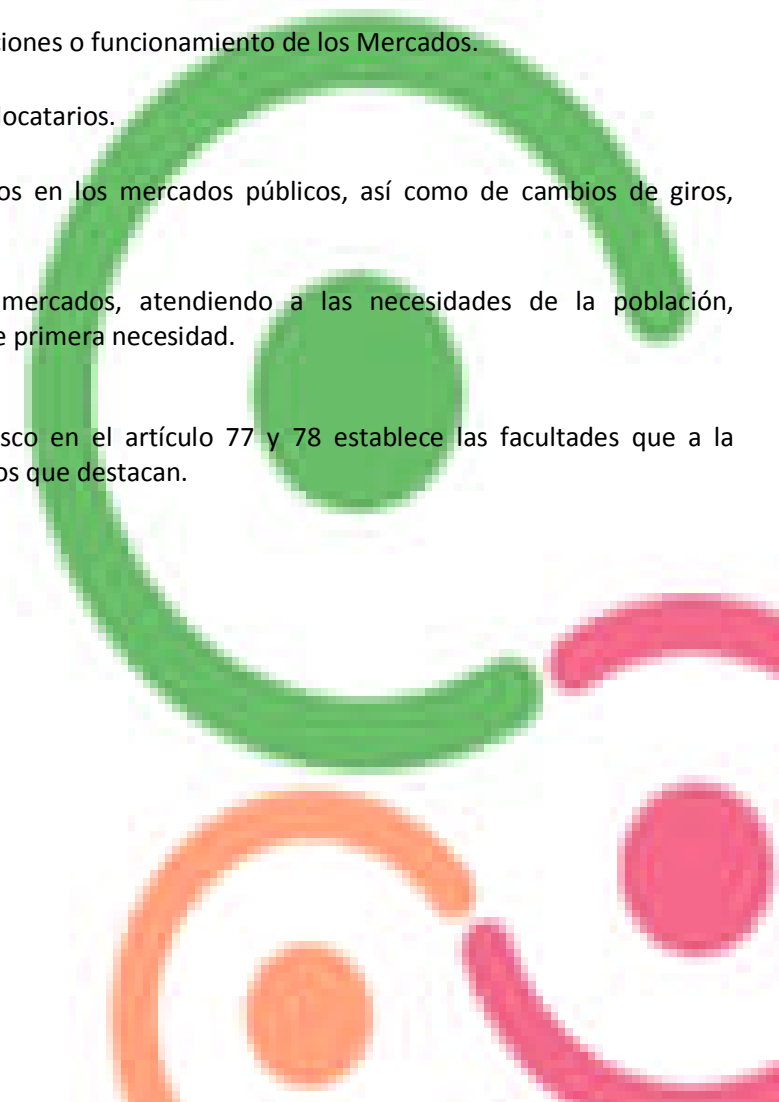 ciones o funcionamiento de los Mercados.
locatarios.
os en los mercados públicos, así como de cambios de giros,
mercados, atendiendo a las necesidades de la población,
e primera necesidad.
sco en el artículo 77 y 78 establece las facultades que a la
os que destacan.